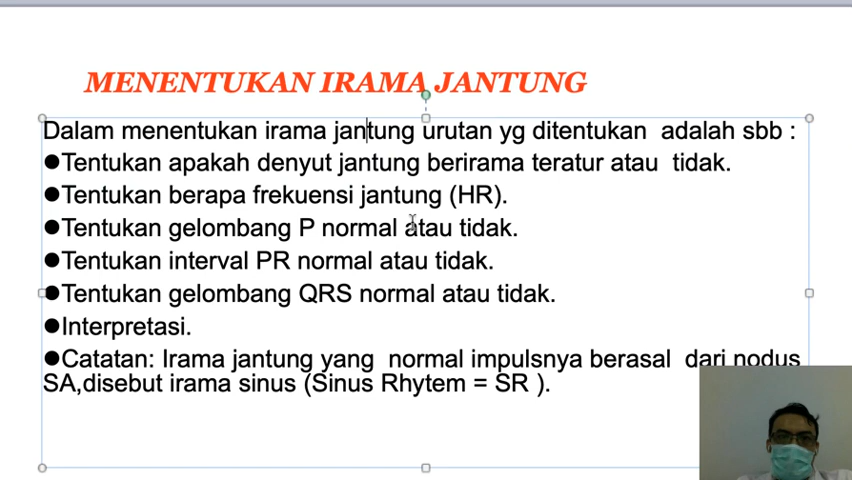 MENENTUKAN IRAMA JANTUNG
Dalam menentukan irama jantung urutan yg ditentukan adalah sbb :
●Tentukan apakah denyut jantung berirama teratur atau tidak.
●Tentukan berapa frekuensi jantung (HR).
●Tentukan gelombang P normal atau tidak.
●Tentukan interval PR normal atau tidak.
●Tentukan gelombang QRS normal atau tidak.
●Interpretasi.
●Catatan: Irama jantung yang normal impulsnya berasal dari nodus
SA,disebut irama sinus (Sinus Rhytem = SR ).